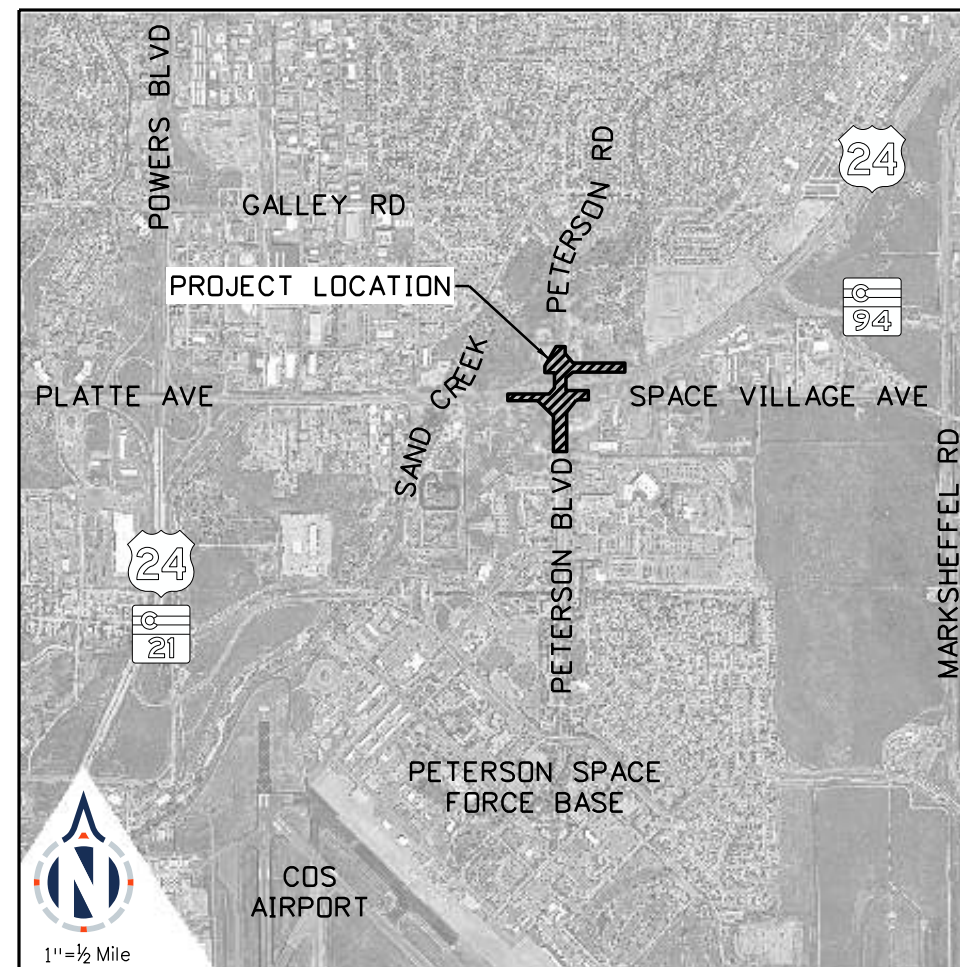 POWERS BLVD
PETERSON RD
24
GALLEY RD
PROJECT LOCATION
C
94
SAND CREEK
PLATTE AVE
SPACE VILLAGE AVE
MARKSHEFFEL RD
PETERSON BLVD
24
C
21
PETERSON SPACE
FORCE BASE
COS
AIRPORT
N
1"=½ Mile